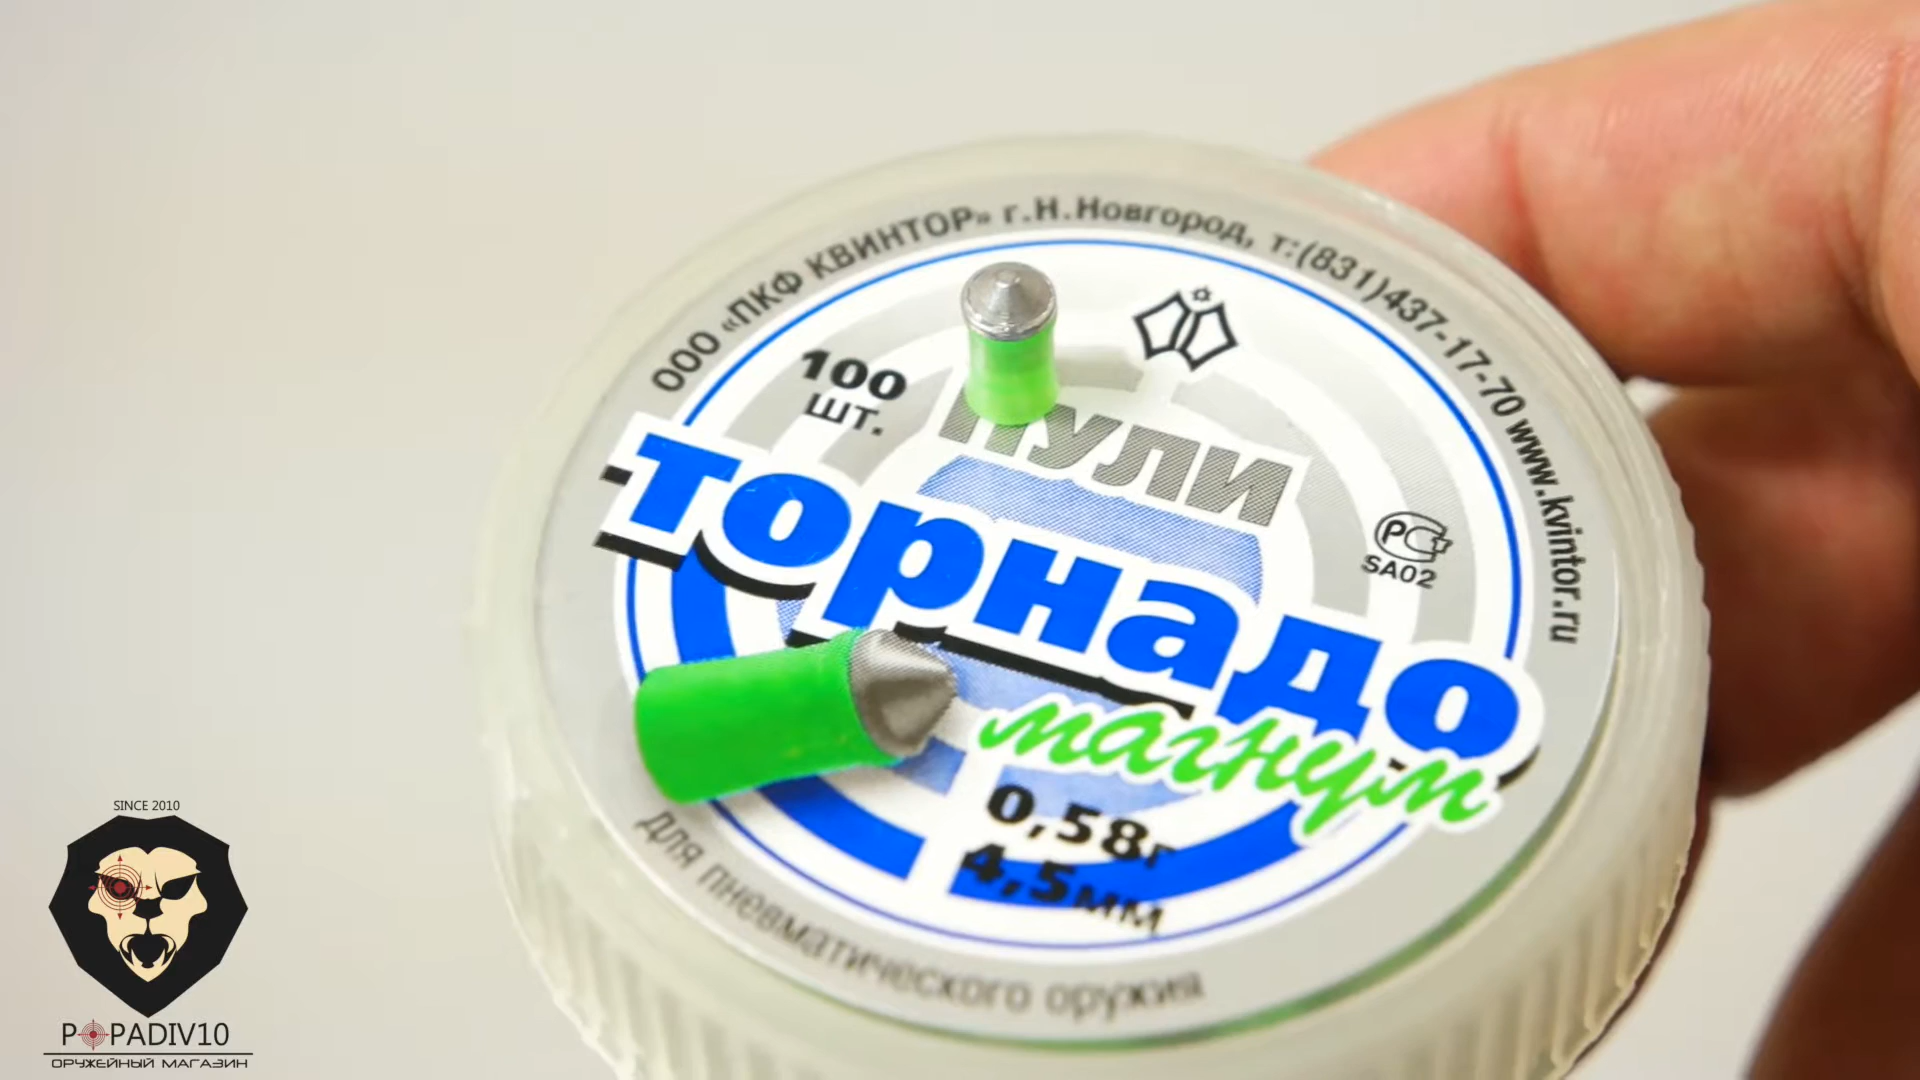 ООО «ПКФ КВИНТОР» г.Н.Новгород, т:(831)437-17-70 www.kvintor.ru
100
шт.
пули
торнадо
магнум
РС
SA02
0,58г
4,5мм
для пневматического оружия
SINCE 2010
POPADIV10
ОРУЖЕЙНЫЙ МАГАЗИН